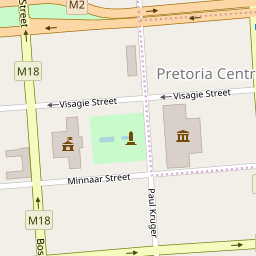 Street
M2
M18
Pretoria Centr
Visagie Street
Visagie Street
Minnaar Street
Paul Kruger
M18
Bos